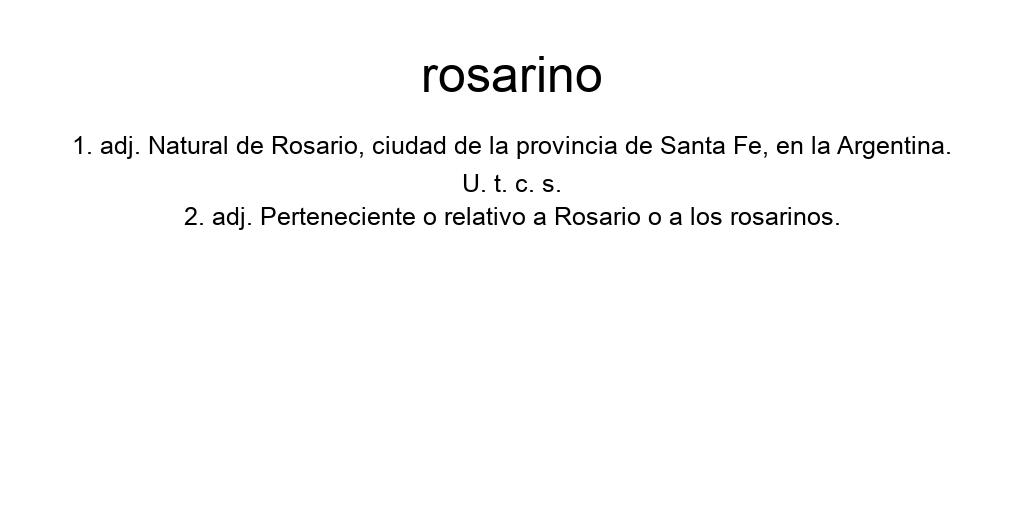 rosarino
1. adj. Natural de Rosario, ciudad de la provincia de Santa Fe, en la Argentina.
U. t. c. s.
2. adj. Perteneciente o relativo a Rosario o a los rosarinos.